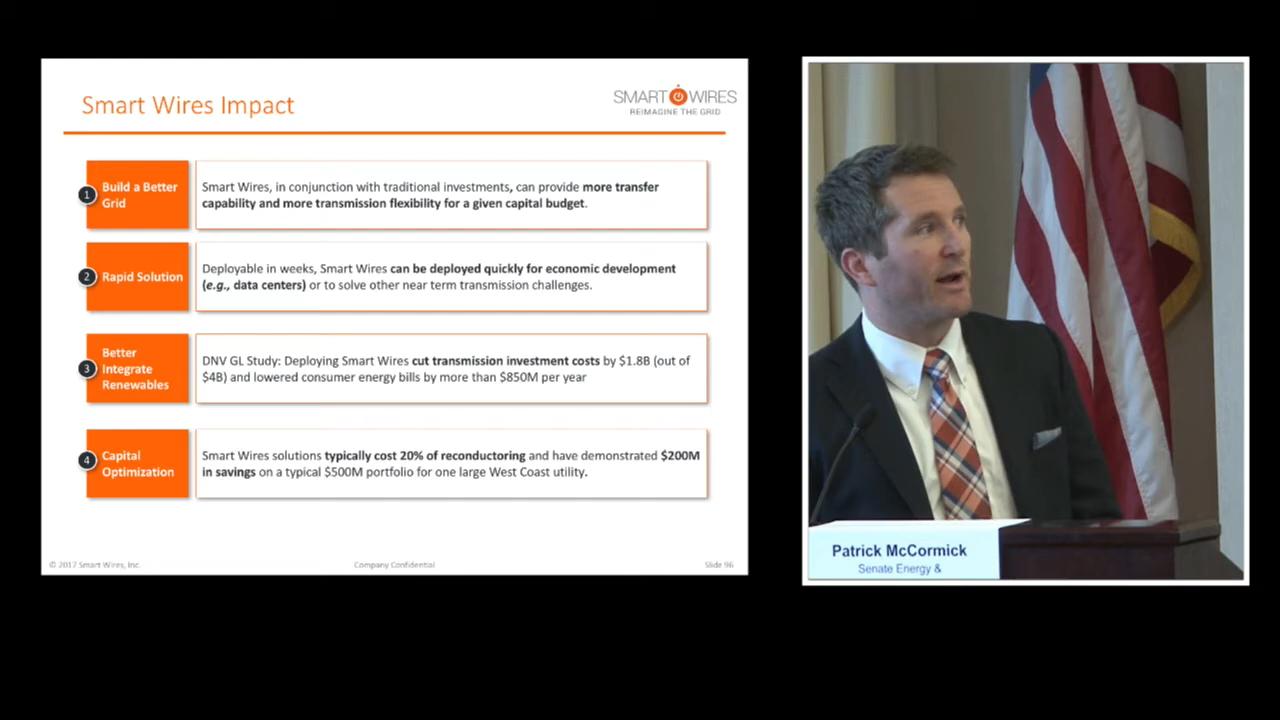 Smart Wires Impact
SMART WIRES
REIMAGINE THE GRID
1
Build a Better
Grid
Smart Wires, in conjunction with traditional investments, can provide more transfer
capability and more transmission flexibility for a given capital budget.
2
Rapid Solution
Deployable in weeks, Smart Wires can be deployed quickly for economic development
(e.g., data centers) or to solve other near term transmission challenges.
3
Better
Integrate
Renewables
DNV GL Study: Deploying Smart Wires cut transmission investment costs by $1.8B (out of
$4B) and lowered consumer energy bills by more than $850M per year
4
Capital
Optimization
Smart Wires solutions typically cost 20% of reconductoring and have demonstrated $200M
in savings on a typical $500M portfolio for one large West Coast utility.
© 2017 Smart Wires, Inc.
Company Confidential
Slide 96
Patrick McCormick
Senate Energy &